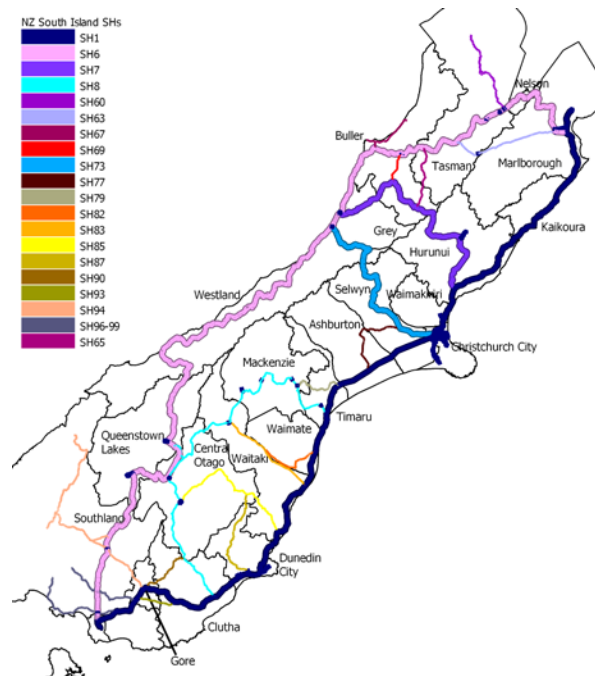 NZ South Island SHs
SH1
SH6
SH7
SH8
SH60
SH63
SH67
SH69
SH73
SH77
SH79
SH82
SH83
SH85
SH87
SH90
SH93
SH94
SH96-99
SH65
Nelson
Buller
Tasman
Marlborough
Kaikoura
Grey
Hurunui
Westland
Selwyn
Waimakriri
Ashburton
Christchurch City
Mackenzie
Timaru
Waimate
Queenstown
Lakes
Central
Otago
Waitaki
Southland
Dunedin
City
Clutha
Gore